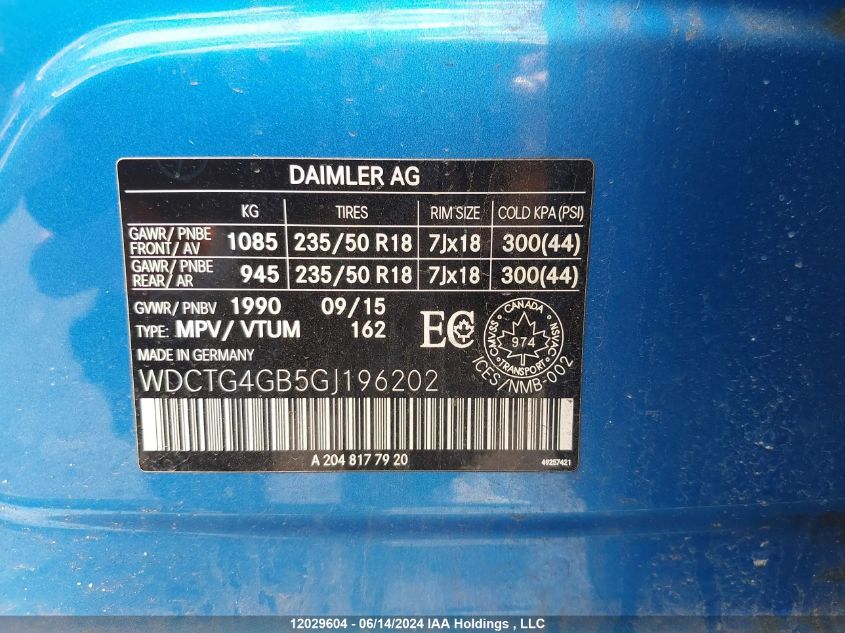 DAIMLER AG
KG TIRES RIM SIZE COLD KPA (PSI)
GAWR/ PNBE FRONT/ AV 1085 235/50 R18 7Jx18 300(44)
GAWR/ PNBE REAR/ AR 945 235/50 R18 7Jx18 300(44)
GVWR/ PNBV 1990 09/15
TYPE: MPV/ VTUM 162
EC
CANADA
CMVSS NSVAC
974
TRANSPORT
ICES/NMB-002
MADE IN GERMANY
WDCTG4GB5GJ196202
A 204 817 79 20
49257421
12029604 - 06/14/2024 IAA Holdings , LLC